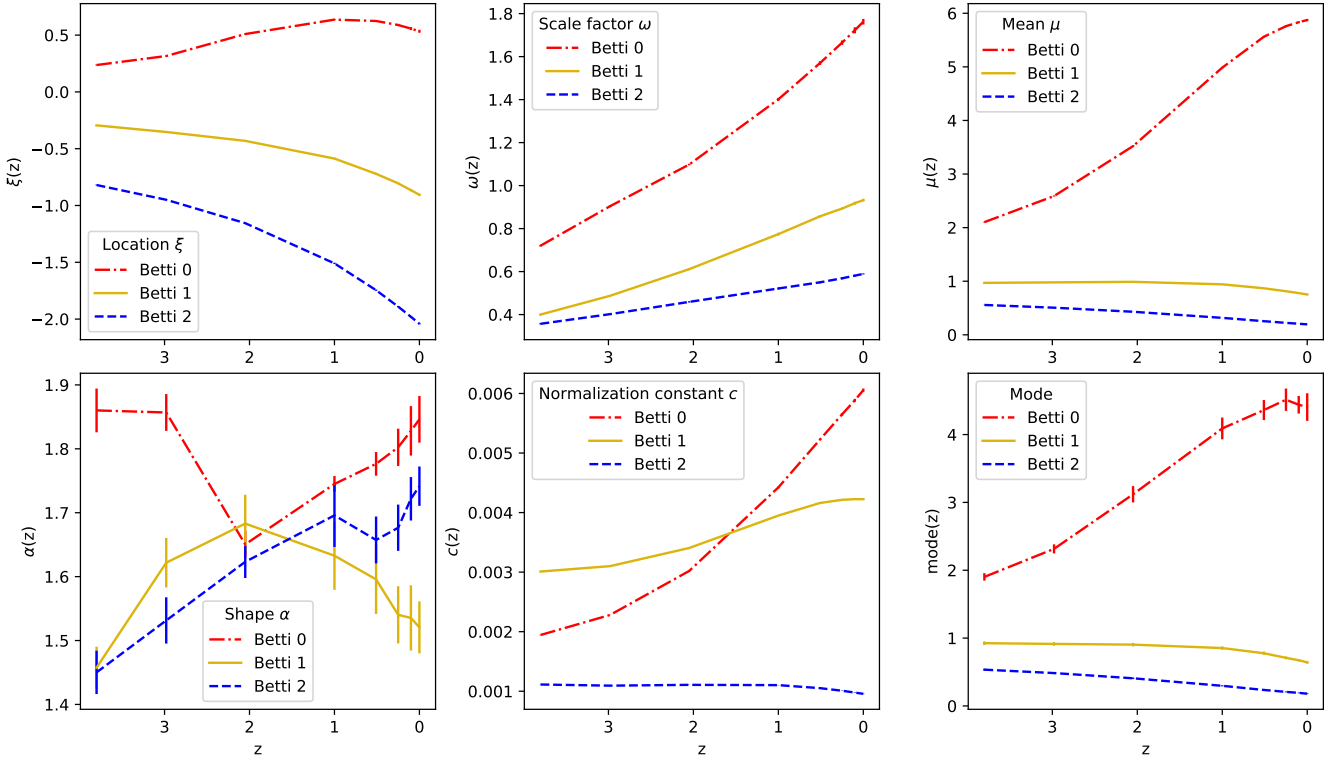 0.5
0.0
−0.5
−1.0
−1.5
−2.0
ξ(z)
Location ξ
Betti 0
Betti 1
Betti 2
3
2
1
0
1.8
1.6
1.4
1.2
1.0
0.8
0.6
0.4
ω(z)
Scale factor ω
Betti 0
Betti 1
Betti 2
3
2
1
0
6
5
4
3
2
1
0
μ(z)
Mean μ
Betti 0
Betti 1
Betti 2
3
2
1
0
1.9
1.8
1.7
1.6
1.5
1.4
α(z)
Shape α
Betti 0
Betti 1
Betti 2
3
2
1
0
z
0.006
0.005
0.004
0.003
0.002
0.001
c(z)
Normalization constant c
Betti 0
Betti 1
Betti 2
3
2
1
0
z
4
3
2
1
0
mode(z)
Mode
Betti 0
Betti 1
Betti 2
3
2
1
0
z